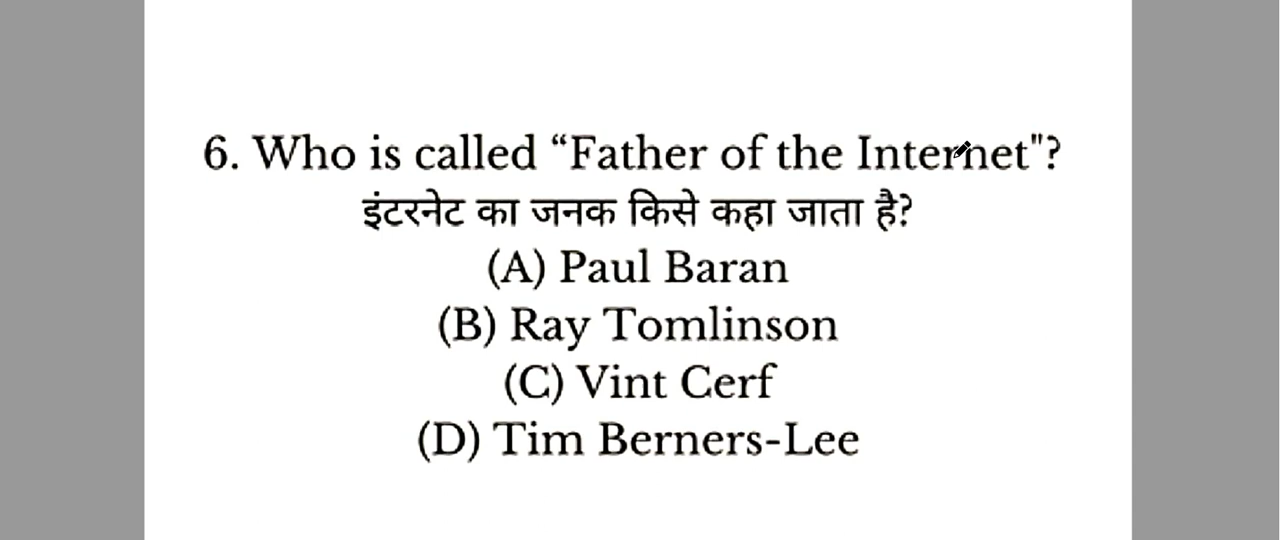 6. Who is called “Father of the Internet"?
इंटरनेट का जनक किसे कहा जाता है?
(A) Paul Baran
(B) Ray Tomlinson
(C) Vint Cerf
(D) Tim Berners-Lee